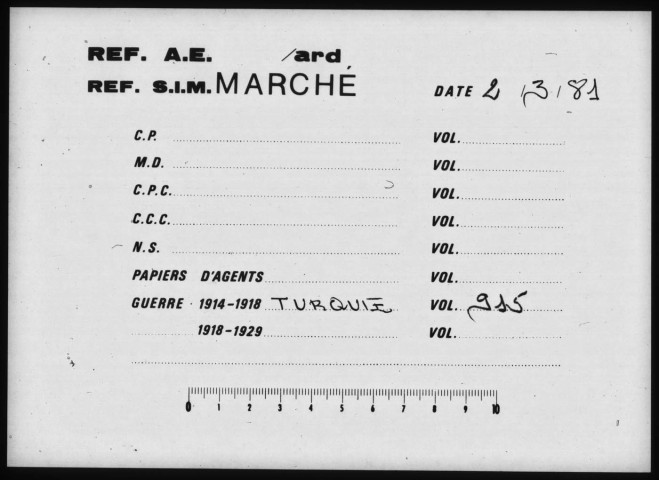 REF. A.E. /ard
REF. S.I.M. MARCHÉ DATE 2 /3/81
C.P. VOL.
M.D. VOL.
C.P.C. VOL.
C.C.C. VOL.
N.S. VOL.
PAPIERS D'AGENTS VOL.
GUERRE 1914-1918 TURQUIE VOL. 915
1918-1929 VOL.
0 1 2 3 4 5 6 7 8 9 10